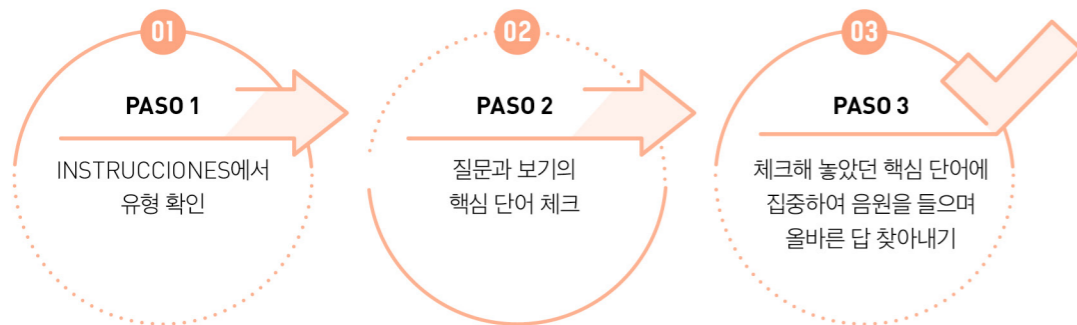 01
PASO 1
INSTRUCCIONES에서
유형 확인
02
PASO 2
질문과 보기의
핵심 단어 체크
03
PASO 3
체크해 놓았던 핵심 단어에
집중하여 음원을 들으며
올바른 답 찾아내기